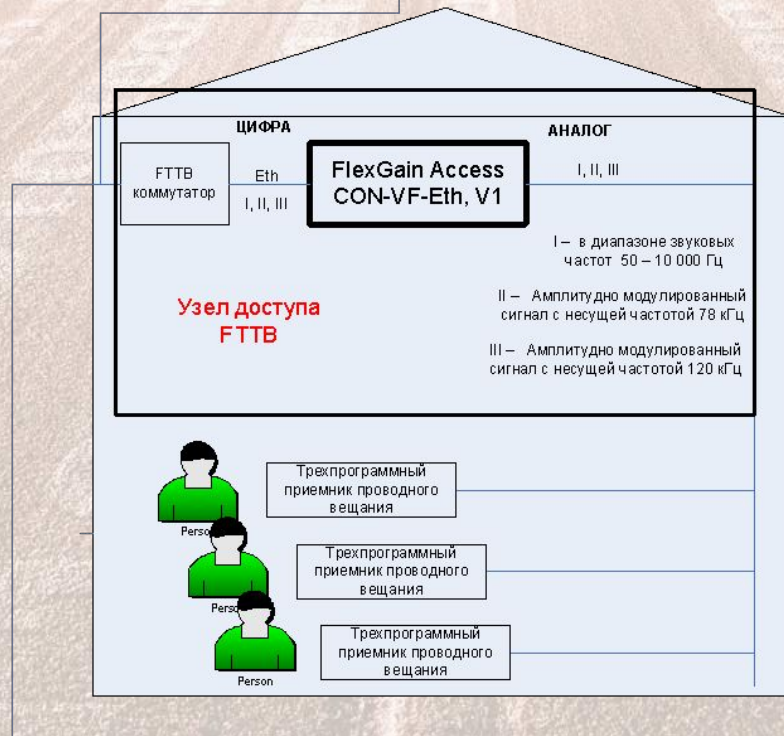 ЦИФРА
АНАЛОГ
FTTB
коммутатор
Eth
I, II, III
FlexGain Access
CON-VF-Eth, V1
I, II, III
I – в диапазоне звуковых
частот 50 – 10 000 Гц
II – Амплитудно модулированный
сигнал с несущей частотой 78 кГц
III – Амплитудно модулированный
сигнал с несущей частотой 120 кГц
Узел доступа
FTTB
Трехпрограммный
приемник проводного
вещания
Person
Трехпрограммный
приемник проводного
вещания
Person
Трехпрограммный
приемник проводного
вещания
Person